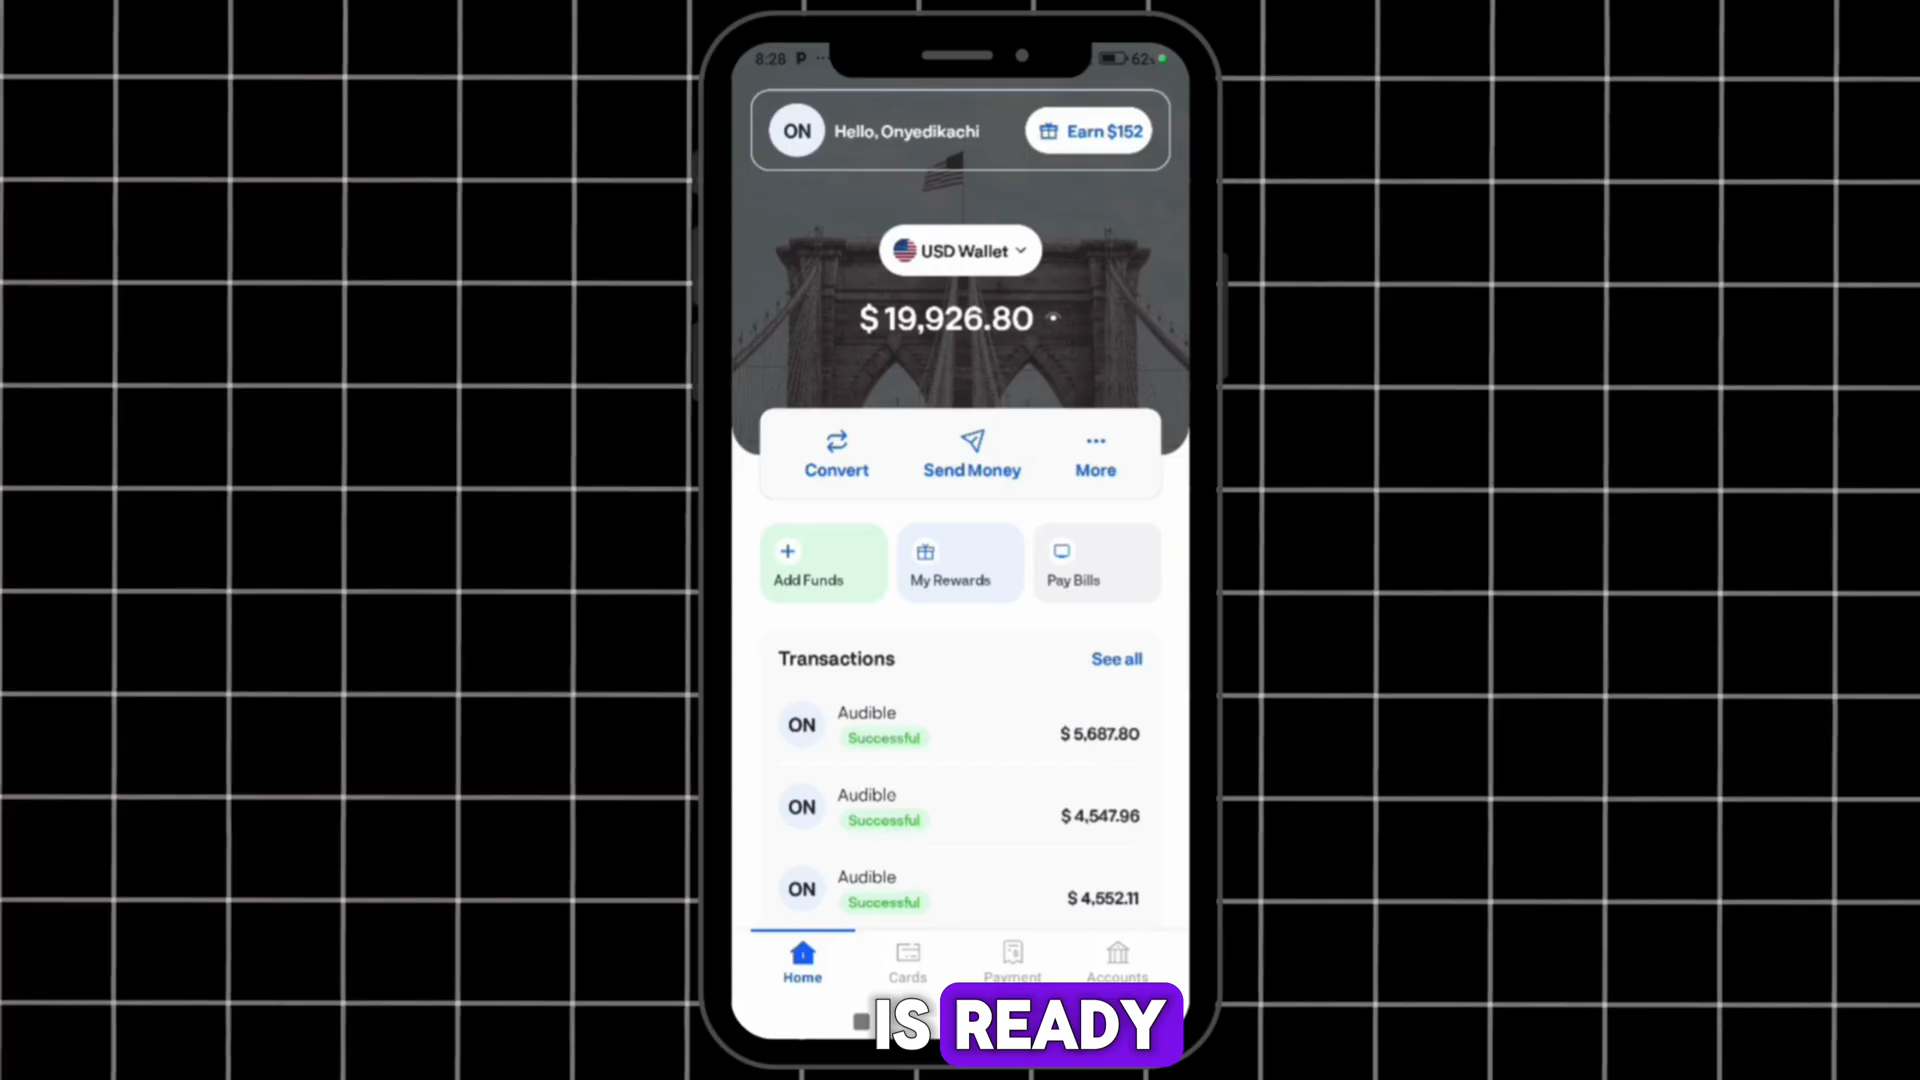 8:28 P ... 62%
ON Hello, Onyedikachi Earn $152
USD Wallet
$19,926.80
Convert Send Money More
Add Funds My Rewards Pay Bills
Transactions See all
ON Audible
Successful $5,687.80
ON Audible
Successful $4,547.96
ON Audible
Successful $4,552.11
Home Cards Payment Accounts
IS READY